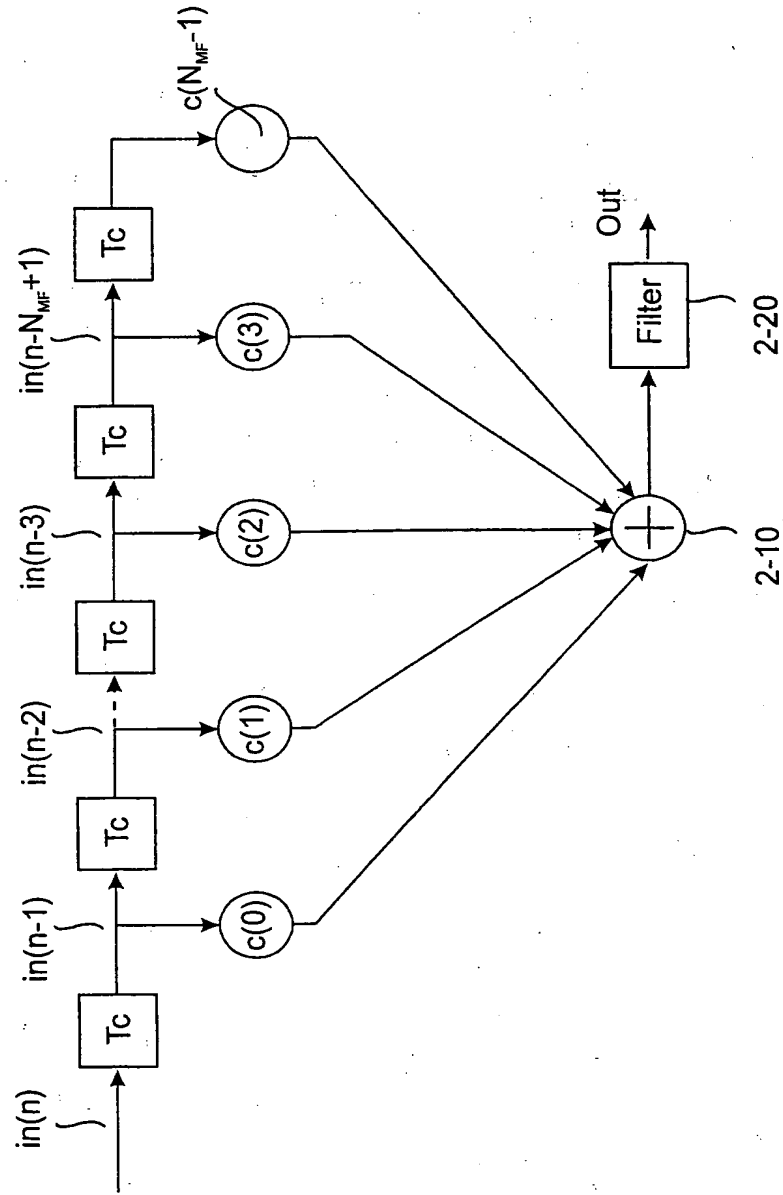 in(n)
in(n-1)
in(n-2)
in(n-3)
in(n-N_MF+1)
Tc
Tc
Tc
Tc
Tc
c(0)
c(1)
c(2)
c(3)
c(N_MF-1)
+
Filter
Out
2-10
2-20